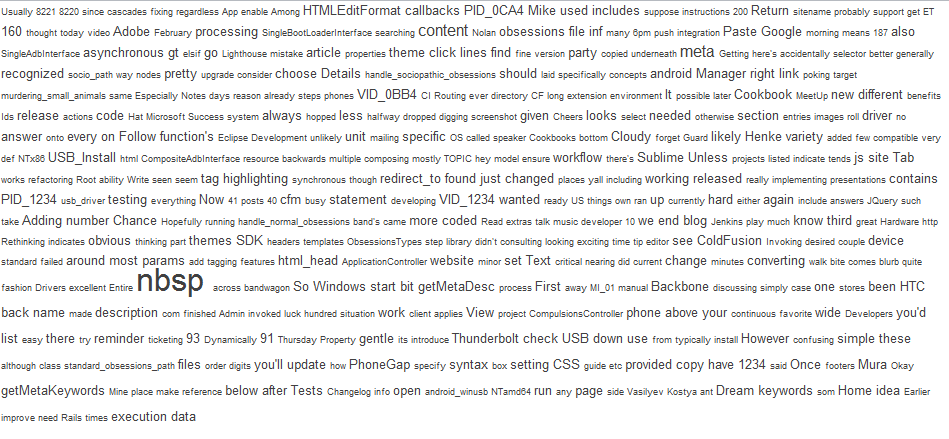 Usually 8221 8220 since cascades fixing regardless App enable Among HTMLEditFormat callbacks PID_0CA4 Mike used includes suppose instructions 200 Return sitename probably support get ET
160 thought today video Adobe February processing SingleBootLoaderInterface searching content Nolan obsessions file inf many 6pm push integration Paste Google morning means 187 also
SingleAdbInterface asynchronous gt elsif go Lighthouse mistake article properties theme click lines find fine version party copied underneath meta Getting here's accidentally selector better generally
recognized socio_path way nodes pretty upgrade consider choose Details handle_sociopathic_obsessions should laid specifically concepts android Manager right link poking target
murdering_small_animals same Especially Notes days reason already steps phones VID_0BB4 CI Routing ever directory CF long extension environment It possible later Cookbook MeetUp new different benefits
Ids release actions code Hat Microsoft Success system always hopped less halfway dropped digging screenshot given Cheers looks select needed otherwise section entries images roll driver no
answer onto every on Follow function's Eclipse Development unlikely unit mailing specific OS called speaker Cookbooks bottom Cloudy forget Guard likely Henke variety added few compatible very
def NTx86 USB_Install html CompositeAdbInterface resource backwards multiple composing mostly TOPIC hey model ensure workflow there's Sublime Unless projects listed indicate tends js site Tab
works refactoring Root ability Write seen seem tag highlighting synchronous though redirect_to found just changed places yall including working released really implementing presentations contains
PID_1234 usb_driver testing everything Now 41 posts 40 cfm busy statement developing VID_1234 wanted ready US things own ran up currently hard either again include answers JQuery such
take Adding number Chance Hopefully running handle_normal_obsessions band's came more coded Read extras talk music developer 10 we end blog Jenkins play much know third great Hardware http
Rethinking indicates obvious thinking part themes SDK headers templates ObsessionsTypes step library didn't consulting looking exciting time tip editor see ColdFusion Invoking desired couple device
standard failed around most params add tagging features html_head ApplicationController website minor set Text critical nearing did current change minutes converting walk bite comes blurb quite
fashion Drivers excellent Entire nbsp across bandwagon So Windows start bit getMetaDesc process First away MI_01 manual Backbone discussing simply case one stores been HTC
back name made description com finished Admin invoked luck hundred situation work client applies View project CompulsionsController phone above your continuous favorite wide Developers you'd
list easy there try reminder ticketing 93 Dynamically 91 Thursday Property gentle its introduce Thunderbolt check USB down use from typically install However confusing simple these
although class standard_obsessions_path files order digits you'll update how PhoneGap specify syntax box setting CSS guide etc provided copy have 1234 said Once footers Mura Okay
getMetaKeywords Mine place make reference below after Tests Changelog info open android_winusb NTamd64 run any page side Vasilyev Kostya ant Dream keywords som Home idea Earlier
improve need Rails times execution data